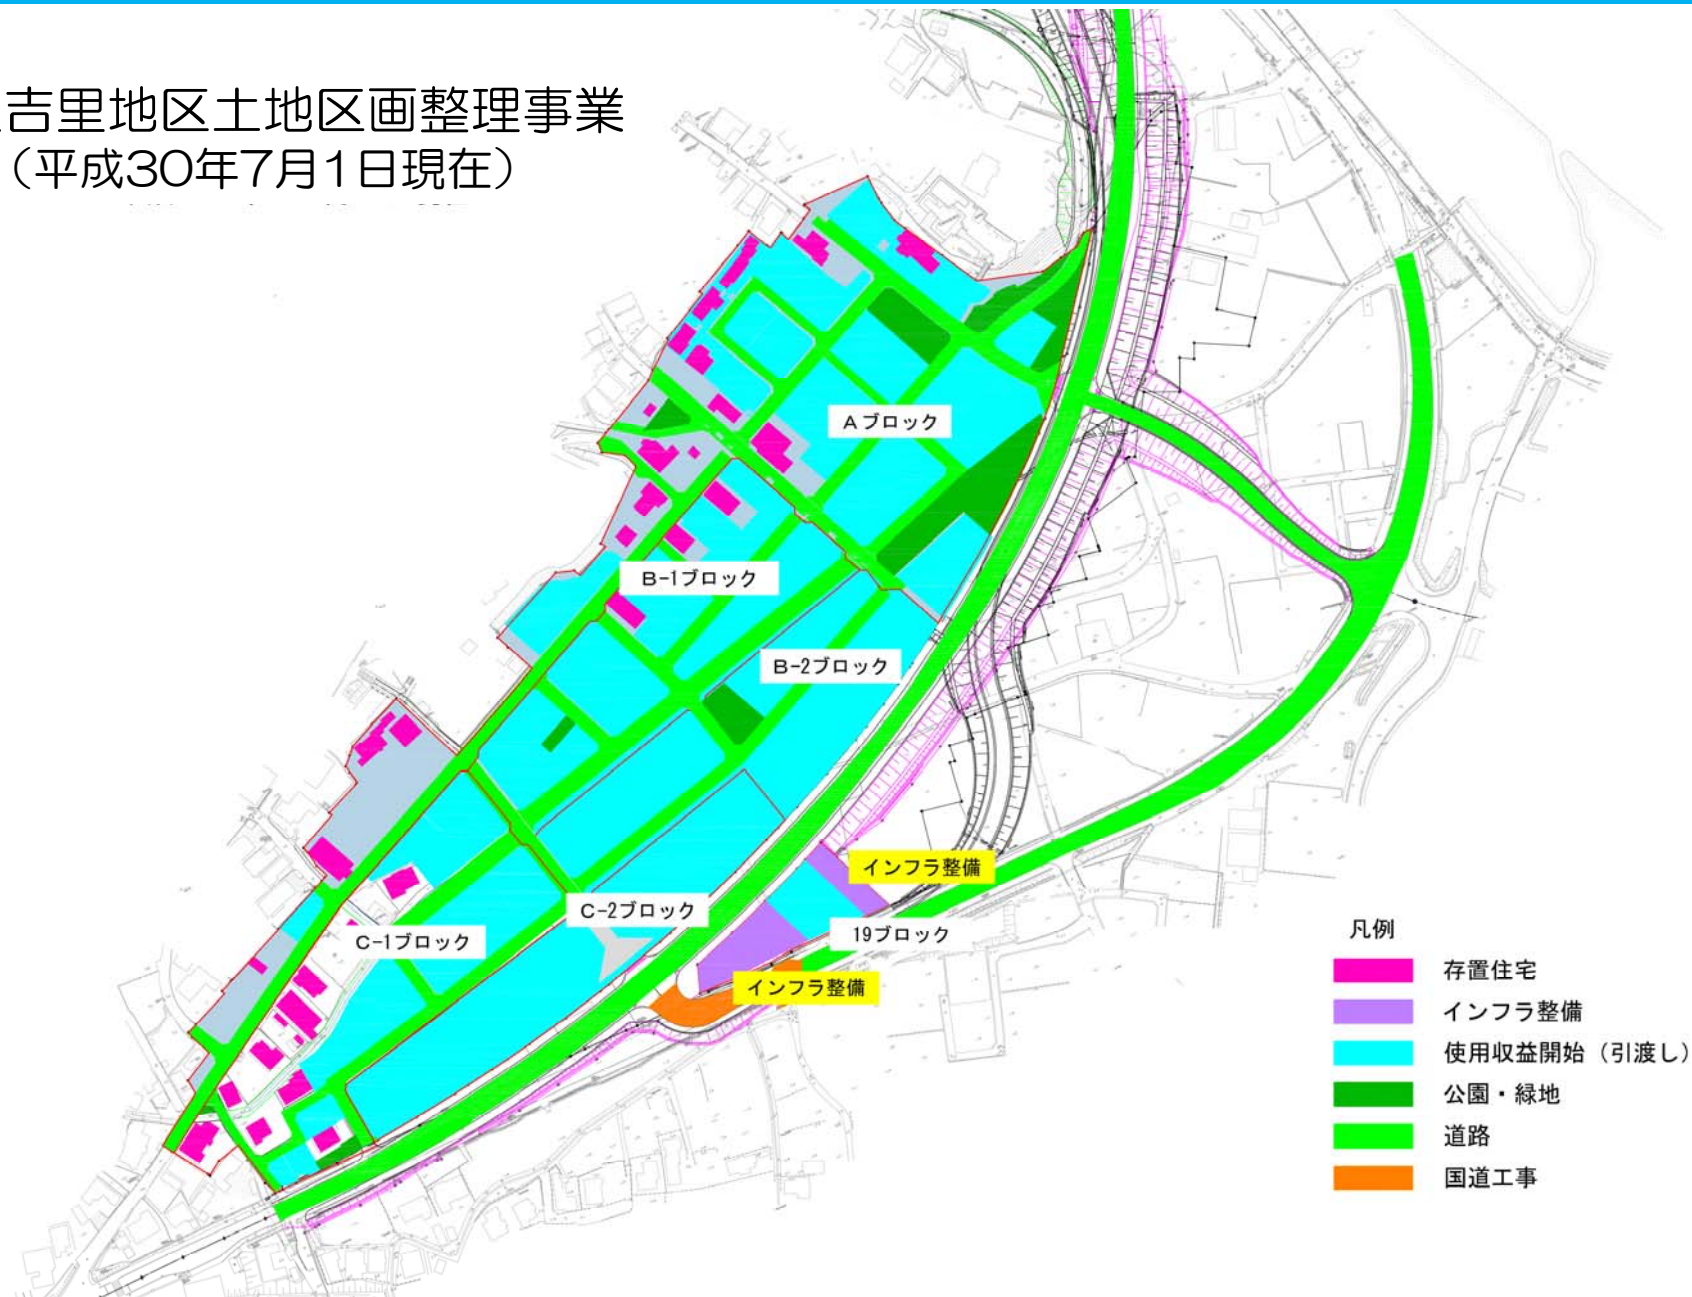 吉里地区土地区画整理事業
（平成30年7月1日現在）
Aブロック
B-1ブロック
B-2ブロック
インフラ整備
C-2ブロック
19ブロック
C-1ブロック
インフラ整備
凡例
存置住宅
インフラ整備
使用収益開始（引渡し）
公園・緑地
道路
国道工事